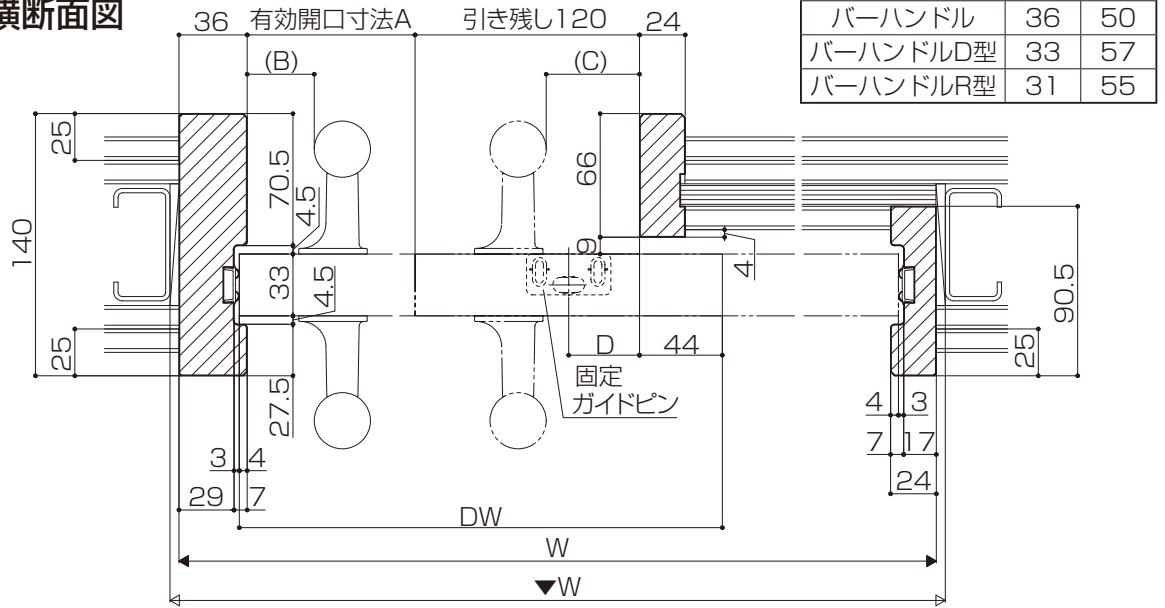 横断面図
36 有効開口寸法A 引き残し120 24
(B) (C)
バーハンドル 36 50
バーハンドルD型 33 57
バーハンドルR型 31 55
25
140
25
70.5
4.5
33
4.5
27.5
66
9
4
90.5
25
D 44
固定
ガイドピン
3 4
29 7
4 3
7 17
24
DW
W
▼W